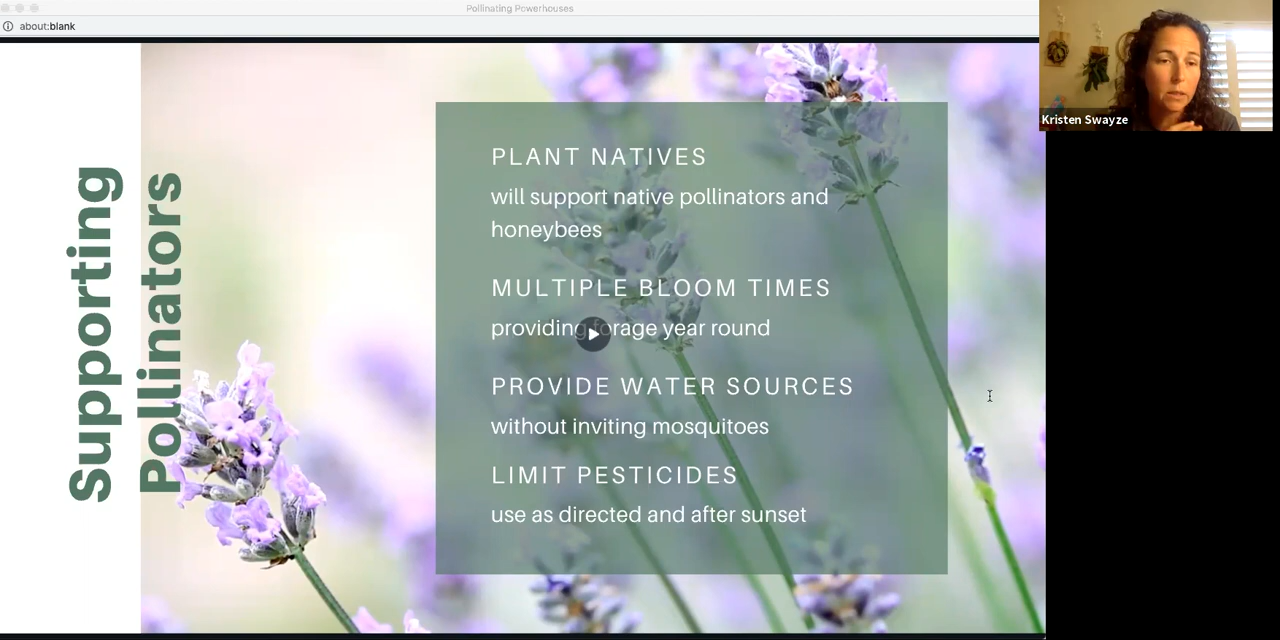 Pollinating Powerhouses
about:blank
Kristen Swayze
Supporting
Pollinators
PLANT NATIVES
will support native pollinators and
honeybees
MULTIPLE BLOOM TIMES
providing forage year round
PROVIDE WATER SOURCES
without inviting mosquitoes
LIMIT PESTICIDES
use as directed and after sunset